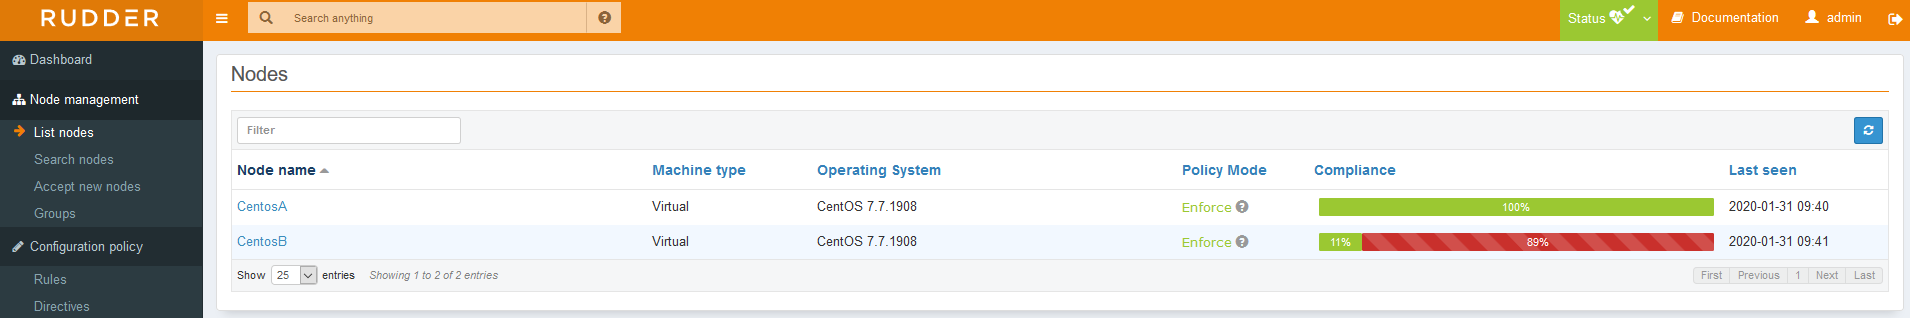 RUDDER
Search anything
Status
Documentation
admin
Dashboard
Node management
List nodes
Search nodes
Accept new nodes
Groups
Configuration policy
Rules
Directives
Nodes
Filter
Node name Machine type Operating System Policy Mode Compliance Last seen
CentosA Virtual CentOS 7.7.1908 Enforce ? 100% 2020-01-31 09:40
CentosB Virtual CentOS 7.7.1908 Enforce ? 11% 89% 2020-01-31 09:41
Show 25 entries Showing 1 to 2 of 2 entries First Previous 1 Next Last